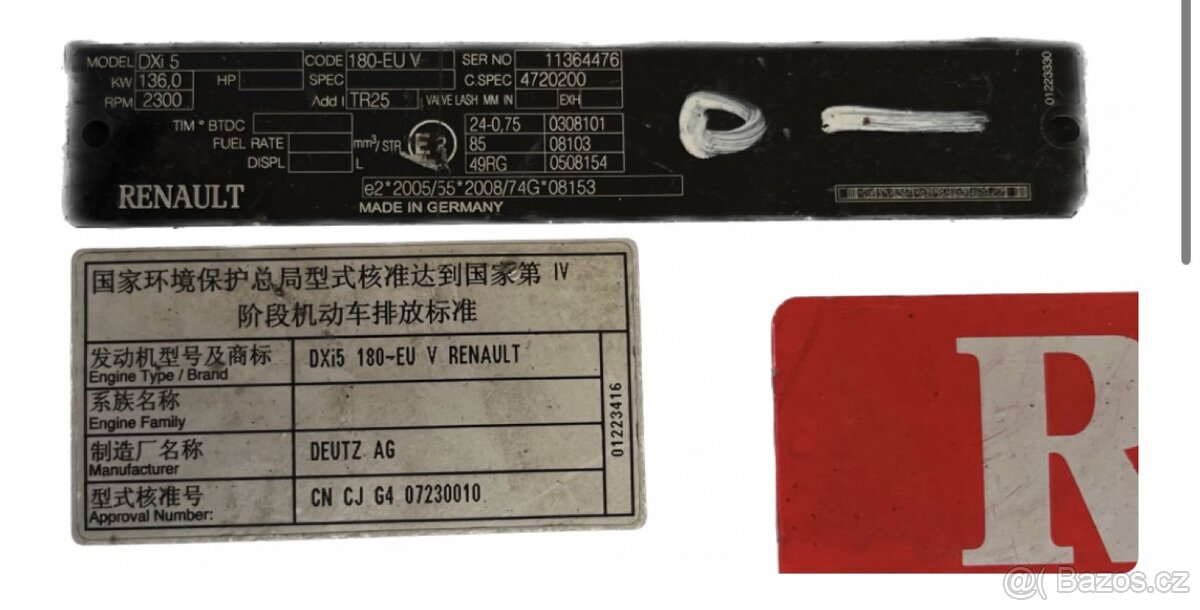 MODEL DXi 5 CODE 180-EU V SER NO 11364476
KW 136,0 HP SPEC C.SPEC 4720200
RPM 2300 Add I TR25 VALVE LASH MM IN EXH
TIM ° BTDC 24-0,75 0308101
FUEL RATE mm³/STR 85 08103
DISPL L 49RG 0508154
E2
RENAULT
e2*2005/55*2008/74G*08153
MADE IN GERMANY
01223330
国家环境保护总局型式核准达到国家第 IV
阶段机动车排放标准
发动机型号及商标 DXi5 180-EU V RENAULT
Engine Type / Brand
系族名称
Engine Family
制造厂名称 DEUTZ AG
Manufacturer
型式核准号 CN CJ G4 07230010
Approval Number:
01223416
R
@( Bazos.cz